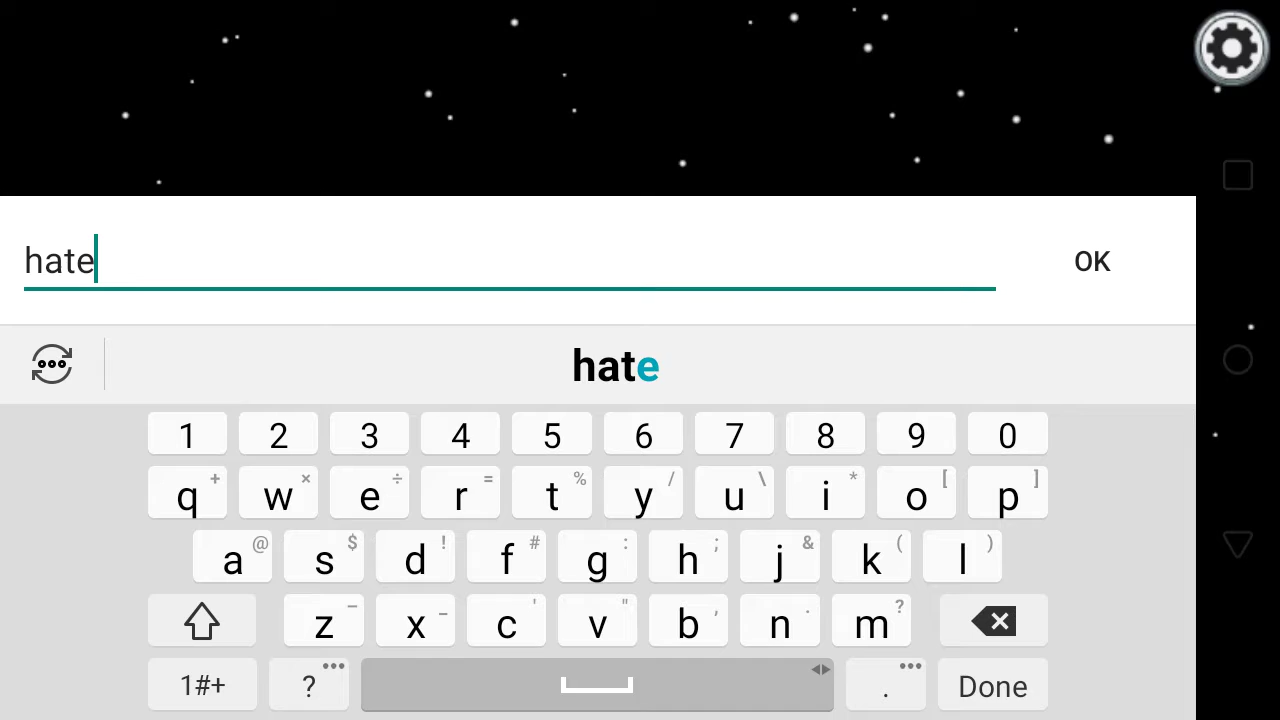 hate
OK
hate
1 2 3 4 5 6 7 8 9 0
q + w × e ÷ r = t % y / u \ i * o [ p ]
a @ s $ d ! f # g : h ; j & k ( l )
z – x _ c ' v " b , n . m ?
1#+ ? ••• . ••• Done